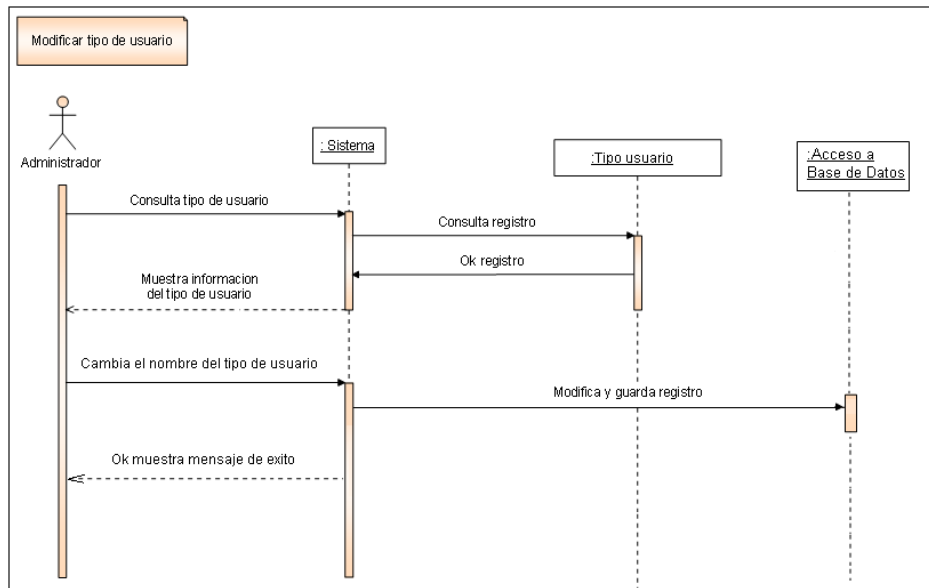 Modificar tipo de usuario
Administrador
: Sistema
:Tipo usuario
:Acceso a
Base de Datos
Consulta tipo de usuario
Consulta registro
Ok registro
Muestra informacion
del tipo de usuario
Cambia el nombre del tipo de usuario
Modifica y guarda registro
Ok muestra mensaje de exito